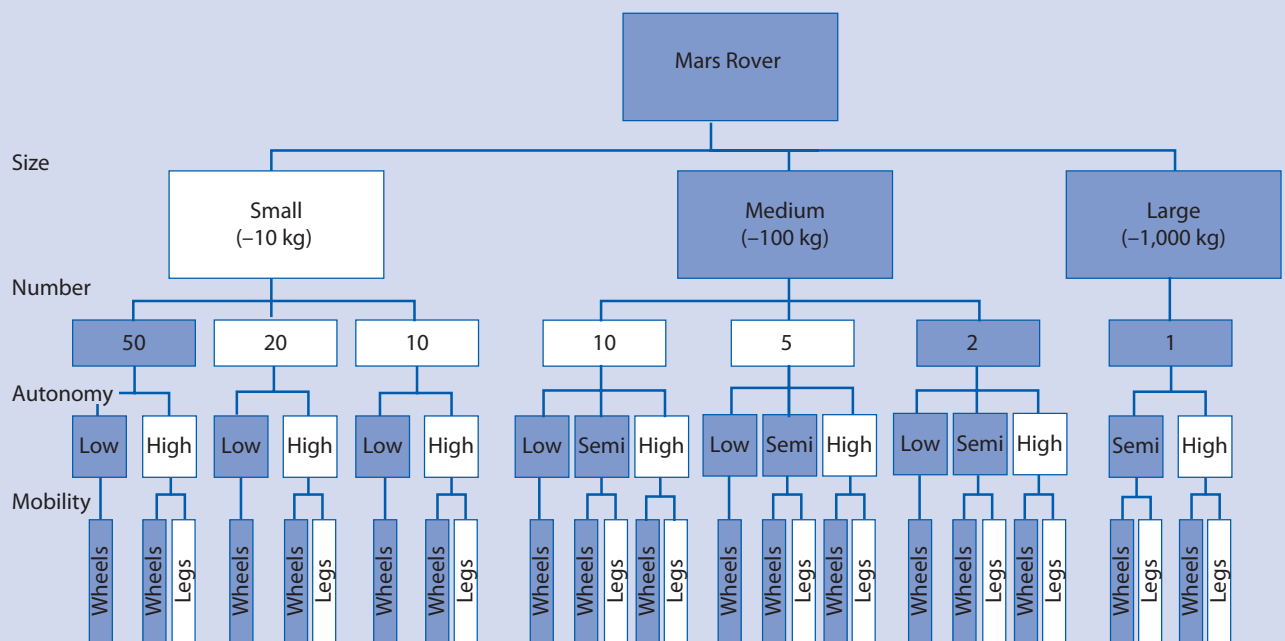 Mars Rover
Size
Small
(–10 kg)
Medium
(–100 kg)
Large
(–1,000 kg)
Number
50 20 10 10 5 2 1
Autonomy
Low High Low High Low High Low Semi High Low Semi High Low Semi High Semi High
Mobility
Wheels Wheels Legs Wheels Wheels Legs Wheels Wheels Legs Wheels Wheels Legs Wheels Legs Wheels Wheels Legs Wheels Legs Wheels Wheels Legs Wheels Legs Wheels Legs Wheels Legs